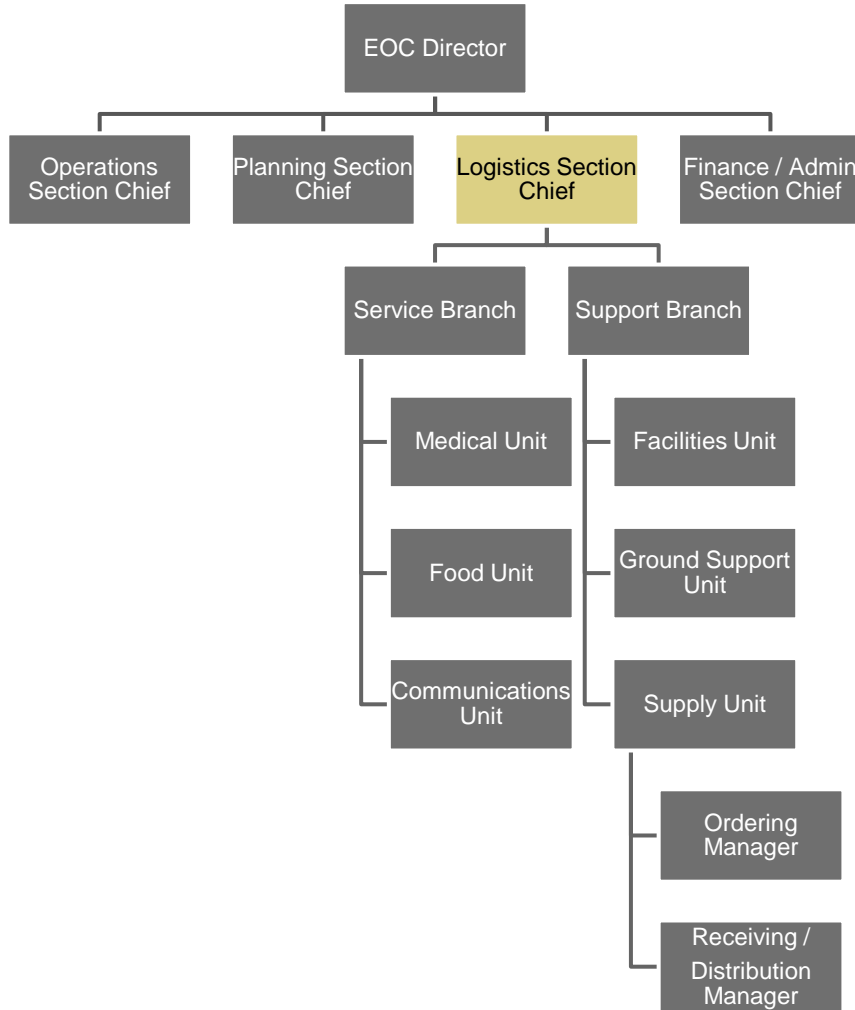 EOC Director
Operations
Section Chief
Planning Section
Chief
Logistics Section
Chief
Finance / Admin
Section Chief
Service Branch
Support Branch
Medical Unit
Facilities Unit
Food Unit
Ground Support
Unit
Communications
Unit
Supply Unit
Ordering
Manager
Receiving /
Distribution
Manager